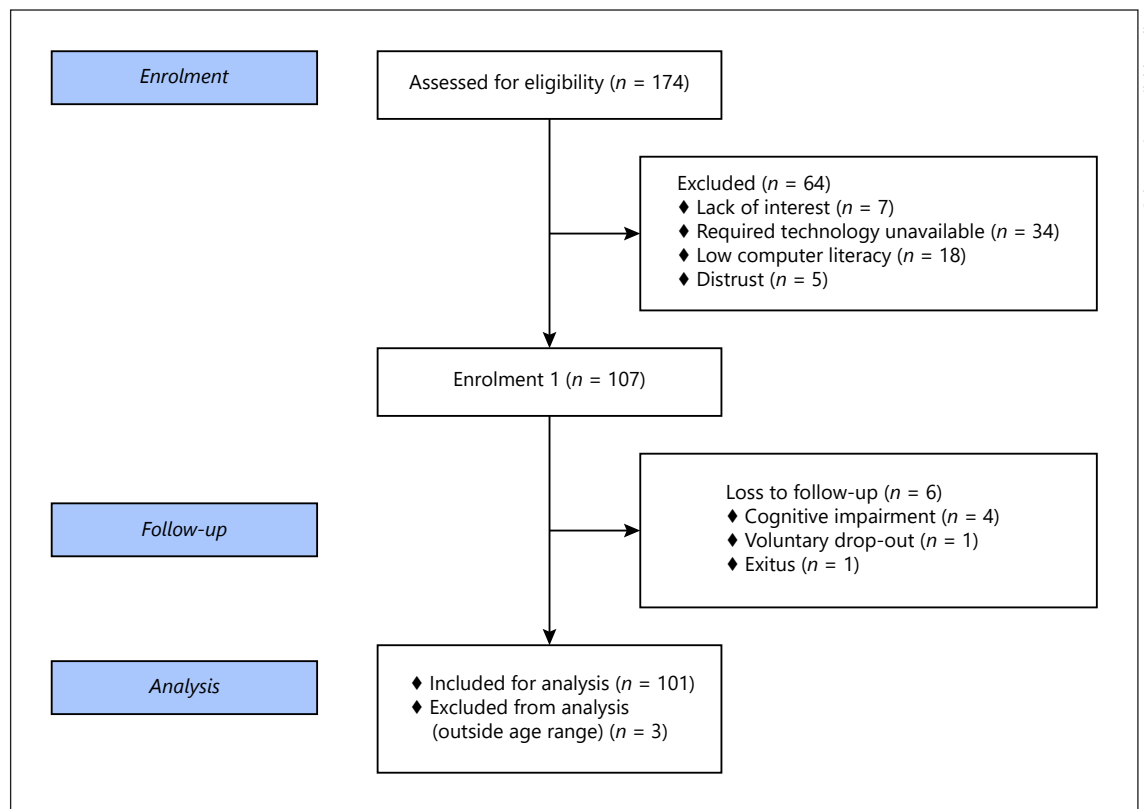 Enrolment
Assessed for eligibility (n = 174)
Excluded (n = 64)
♦ Lack of interest (n = 7)
♦ Required technology unavailable (n = 34)
♦ Low computer literacy (n = 18)
♦ Distrust (n = 5)
Enrolment 1 (n = 107)
Loss to follow-up (n = 6)
♦ Cognitive impairment (n = 4)
♦ Voluntary drop-out (n = 1)
♦ Exitus (n = 1)
Follow-up
Analysis
♦ Included for analysis (n = 101)
♦ Excluded from analysis
(outside age range) (n = 3)